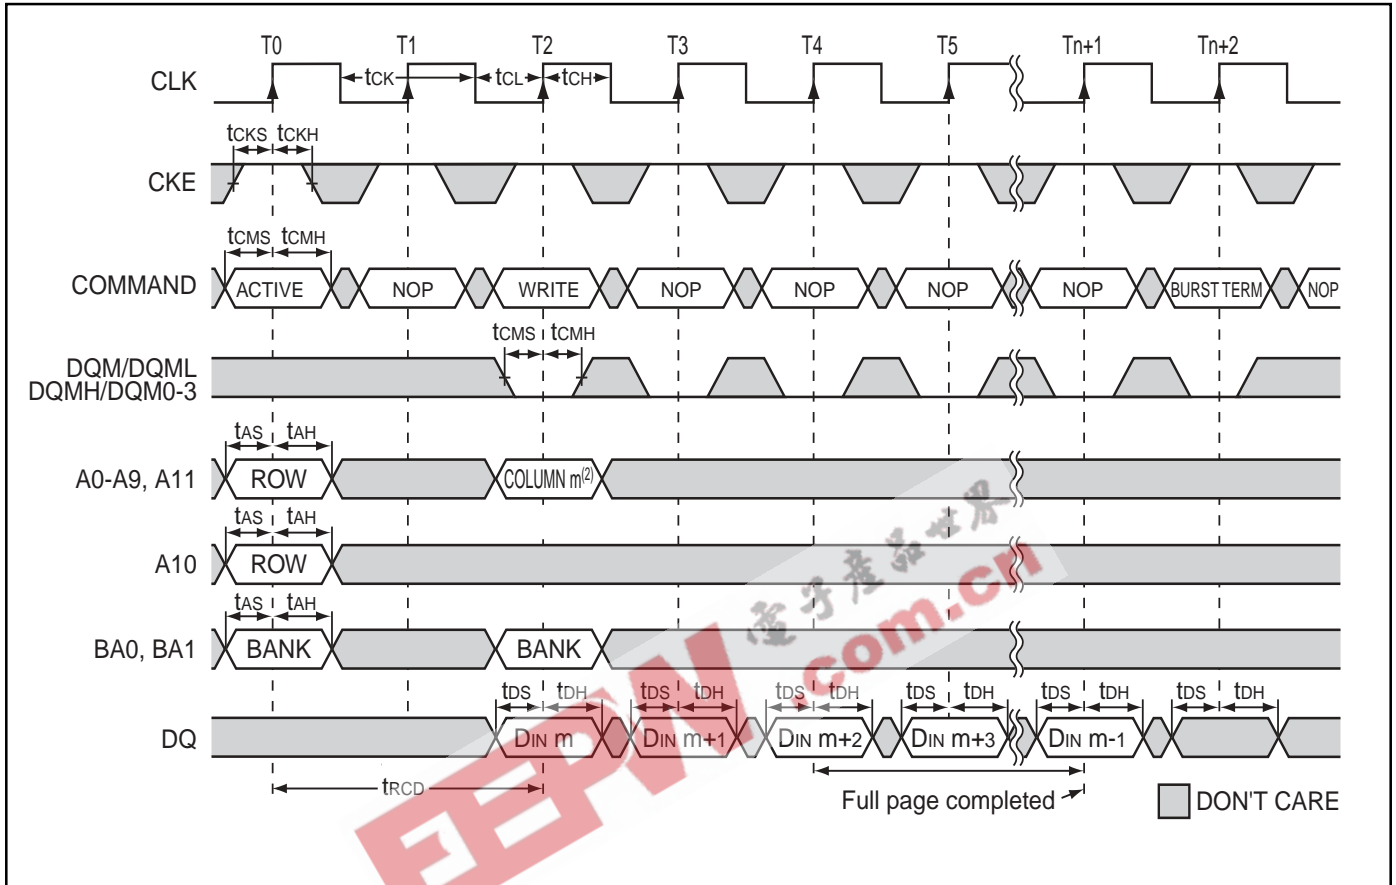 T0 T1 T2 T3 T4 T5 Tn+1 Tn+2
CLK tCK tCL tCH
tCKS tCKH
CKE
tCMS tCMH
COMMAND ACTIVE NOP WRITE NOP NOP NOP NOP BURST TERM NOP
tCMS tCMH
DQM/DQML
DQMH/DQM0-3
tAS tAH
A0-A9, A11 ROW COLUMN m(2)
tAS tAH
A10 ROW
tAS tAH
BA0, BA1 BANK BANK
tDS tDH tDS tDH tDS tDH tDS tDH tDS tDH tDS tDH
DQ DIN m DIN m+1 DIN m+2 DIN m+3 DIN m-1
tRCD
Full page completed
DON'T CARE
EEPW
電子產品世界
.com.cn